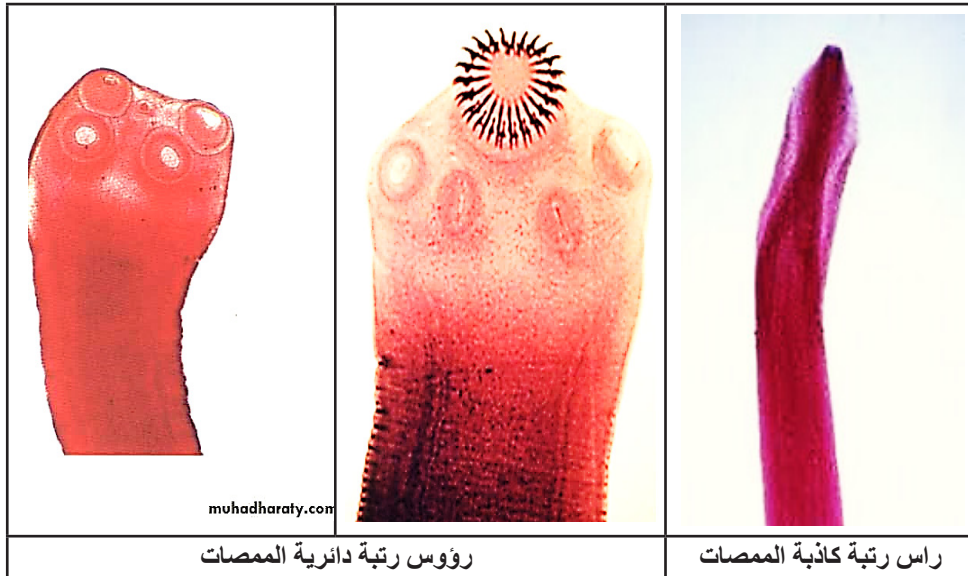 muhadharaty.com
راس رتبة كاذبة الممصات
رؤوس رتبة دائرية الممصات